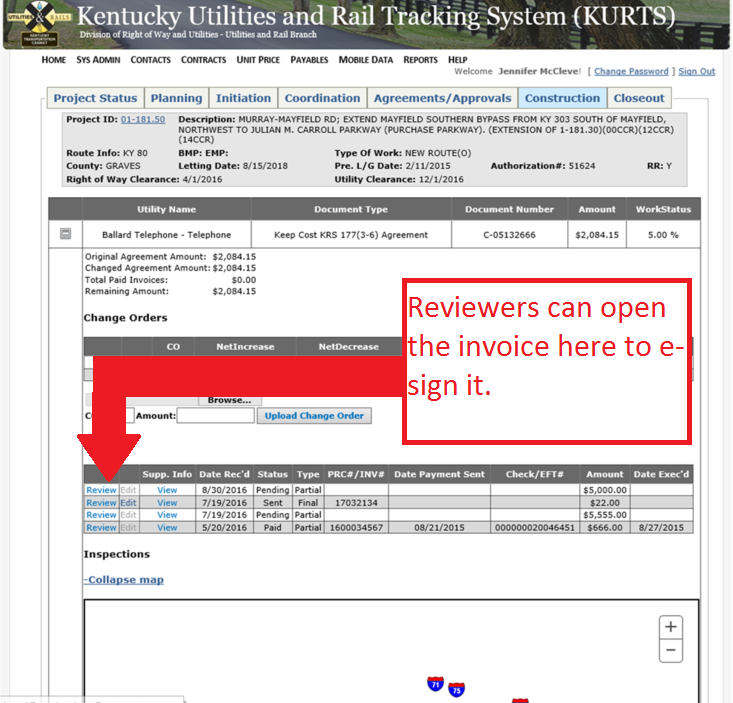 UTILITIES & RAILS
KENTUCKY
TRANSPORTATION
CABINET
Kentucky Utilities and Rail Tracking System (KURTS)
Division of Right of Way and Utilities - Utilities and Rail Branch
HOME SYS ADMIN CONTACTS CONTRACTS UNIT PRICE PAYABLES MOBILE DATA REPORTS HELP
Welcome Jennifer McCleve! [ Change Password ] Sign Out
Project Status Planning Initiation Coordination Agreements/Approvals Construction Closeout
Project ID: 01-181.50 Description: MURRAY-MAYFIELD RD; EXTEND MAYFIELD SOUTHERN BYPASS FROM KY 303 SOUTH OF MAYFIELD,
NORTHWEST TO JULIAN M. CARROLL PARKWAY (PURCHASE PARKWAY). (EXTENSION OF 1-181.30)(00CCR)(12CCR)
(14CCR)
Route Info: KY 80 BMP: EMP: Type Of Work: NEW ROUTE(O)
County: GRAVES Letting Date: 8/15/2018 Pre. L/G Date: 2/11/2015 Authorization#: 51624 RR: Y
Right of Way Clearance: 4/1/2016 Utility Clearance: 12/1/2016
Utility Name Document Type Document Number Amount WorkStatus
Ballard Telephone - Telephone Keep Cost KRS 177(3-6) Agreement C-05132666 $2,084.15 5.00 %
Original Agreement Amount: $2,084.15
Changed Agreement Amount: $2,084.15
Total Paid Invoices: $0.00
Remaining Amount: $2,084.15
Change Orders
CO NetIncrease NetDecrease
Reviewers can open
the invoice here to e-
sign it.
Browse...
Amount: Upload Change Order
Supp. Info Date Rec'd Status Type PRC#/INV# Date Payment Sent Check/EFT# Amount Date Exec'd
Review Edit View 8/30/2016 Pending Partial $5,000.00
Review Edit View 7/19/2016 Sent Final 17032134 $22.00
Review Edit View 7/19/2016 Pending Partial $5,555.00
Review Edit View 5/20/2016 Paid Partial 1600034567 08/21/2015 000000020046451 $666.00 8/27/2015
Inspections
-Collapse map
+
−
71
75